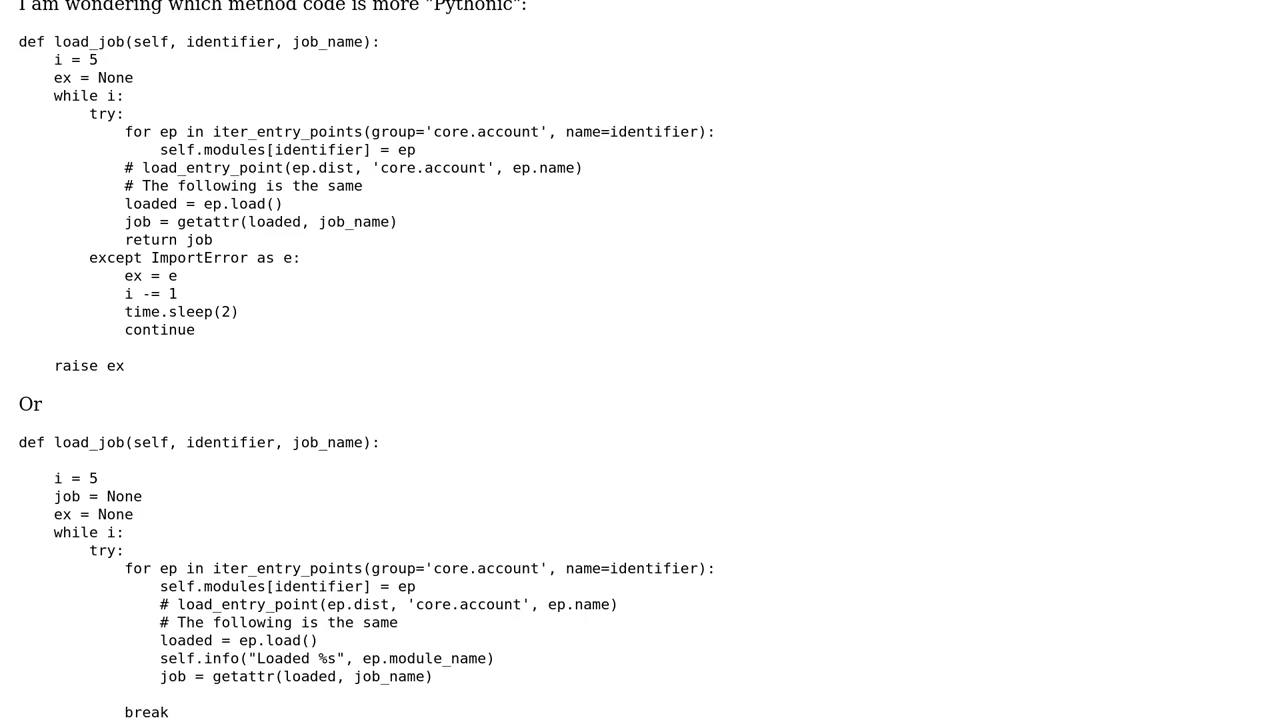 I am wondering which method code is more "Pythonic":
def load_job(self, identifier, job_name):
    i = 5
    ex = None
    while i:
        try:
            for ep in iter_entry_points(group='core.account', name=identifier):
                self.modules[identifier] = ep
            # load_entry_point(ep.dist, 'core.account', ep.name)
            # The following is the same
            loaded = ep.load()
            job = getattr(loaded, job_name)
            return job
        except ImportError as e:
            ex = e
            i -= 1
            time.sleep(2)
            continue
    raise ex
Or
def load_job(self, identifier, job_name):
    i = 5
    job = None
    ex = None
    while i:
        try:
            for ep in iter_entry_points(group='core.account', name=identifier):
                self.modules[identifier] = ep
                # load_entry_point(ep.dist, 'core.account', ep.name)
                # The following is the same
                loaded = ep.load()
                self.info("Loaded %s", ep.module_name)
                job = getattr(loaded, job_name)
            break